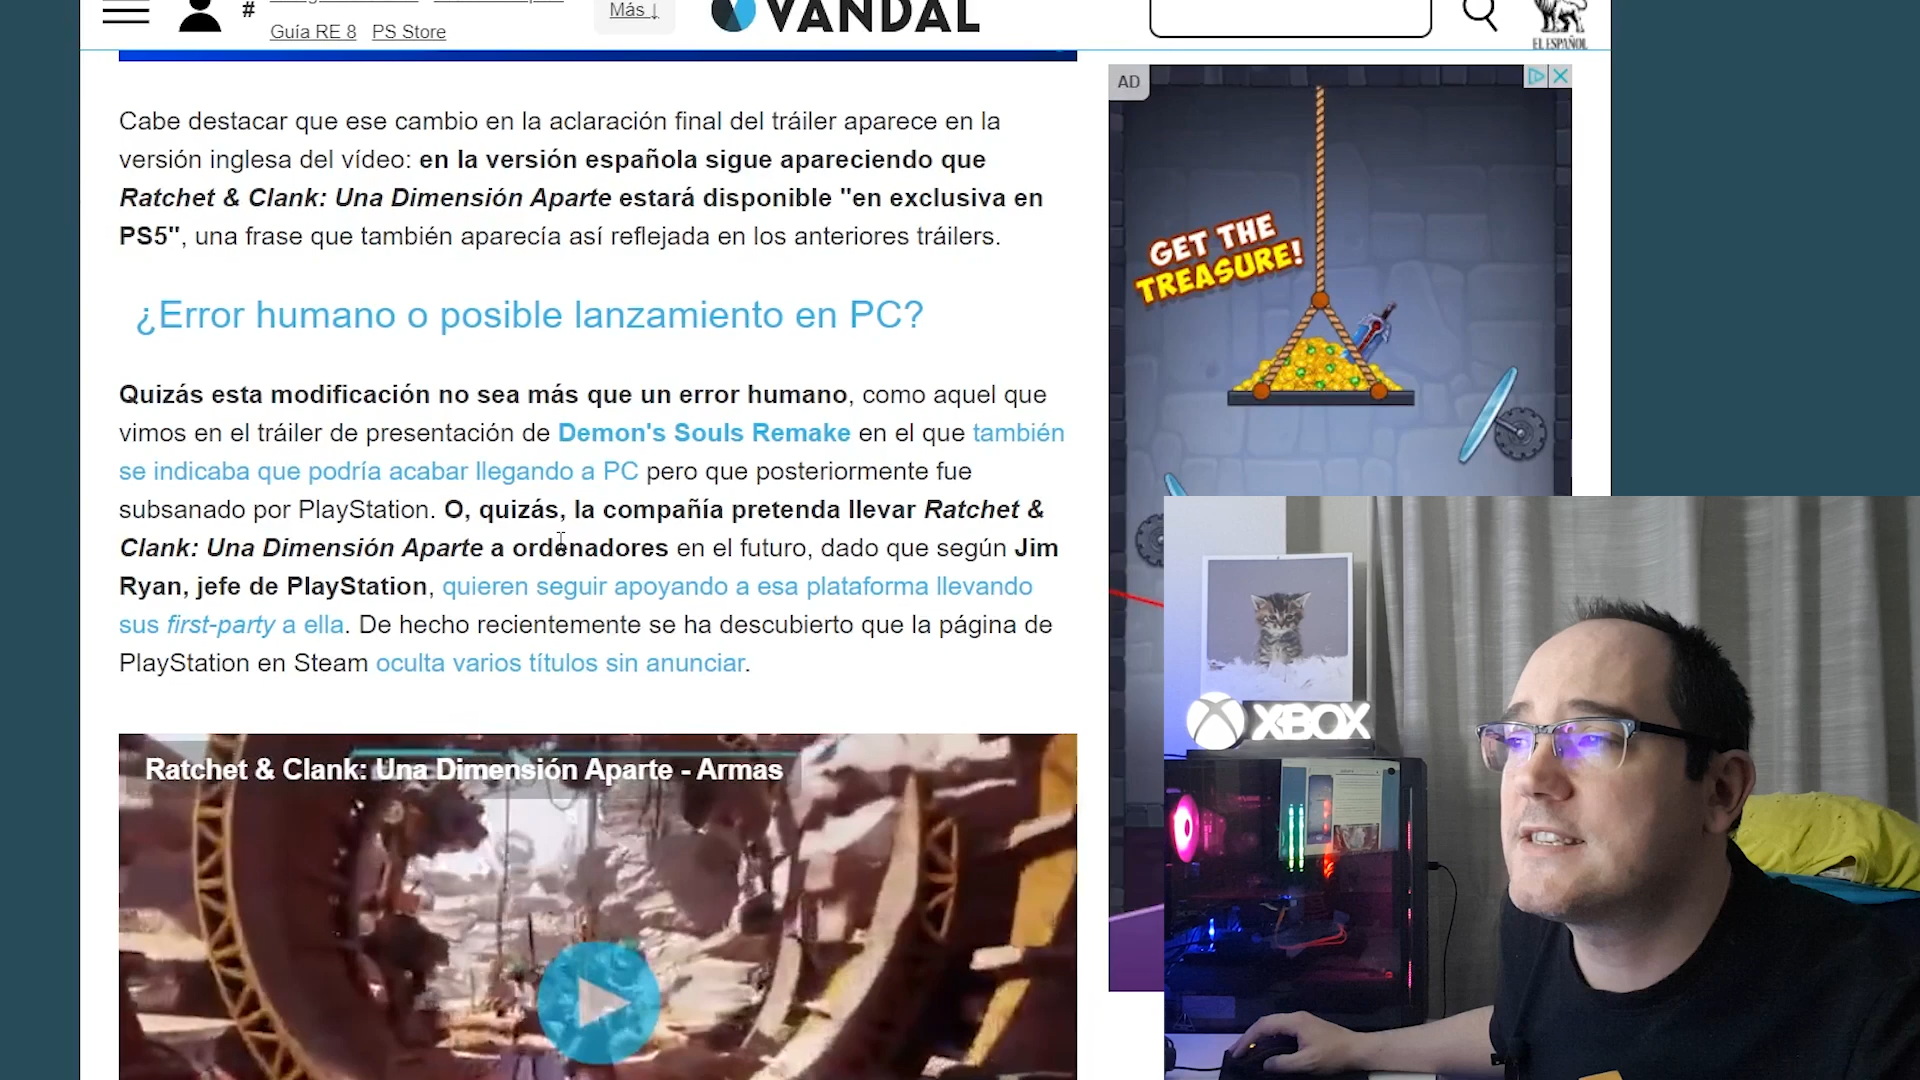 #
Guía RE 8 PS Store
Más ↓
VANDAL
EL ESPAÑOL
Cabe destacar que ese cambio en la aclaración final del tráiler aparece en la
versión inglesa del vídeo: en la versión española sigue apareciendo que
Ratchet & Clank: Una Dimensión Aparte estará disponible "en exclusiva en
PS5", una frase que también aparecía así reflejada en los anteriores tráilers.
¿Error humano o posible lanzamiento en PC?
Quizás esta modificación no sea más que un error humano, como aquel que
vimos en el tráiler de presentación de Demon's Souls Remake en el que también
se indicaba que podría acabar llegando a PC pero que posteriormente fue
subsanado por PlayStation. O, quizás, la compañía pretenda llevar Ratchet &
Clank: Una Dimensión Aparte a ordenadores en el futuro, dado que según Jim
Ryan, jefe de PlayStation, quieren seguir apoyando a esa plataforma llevando
sus first-party a ella. De hecho recientemente se ha descubierto que la página de
PlayStation en Steam oculta varios títulos sin anunciar.
Ratchet & Clank: Una Dimensión Aparte - Armas
AD
GET THE
TREASURE!
XBOX